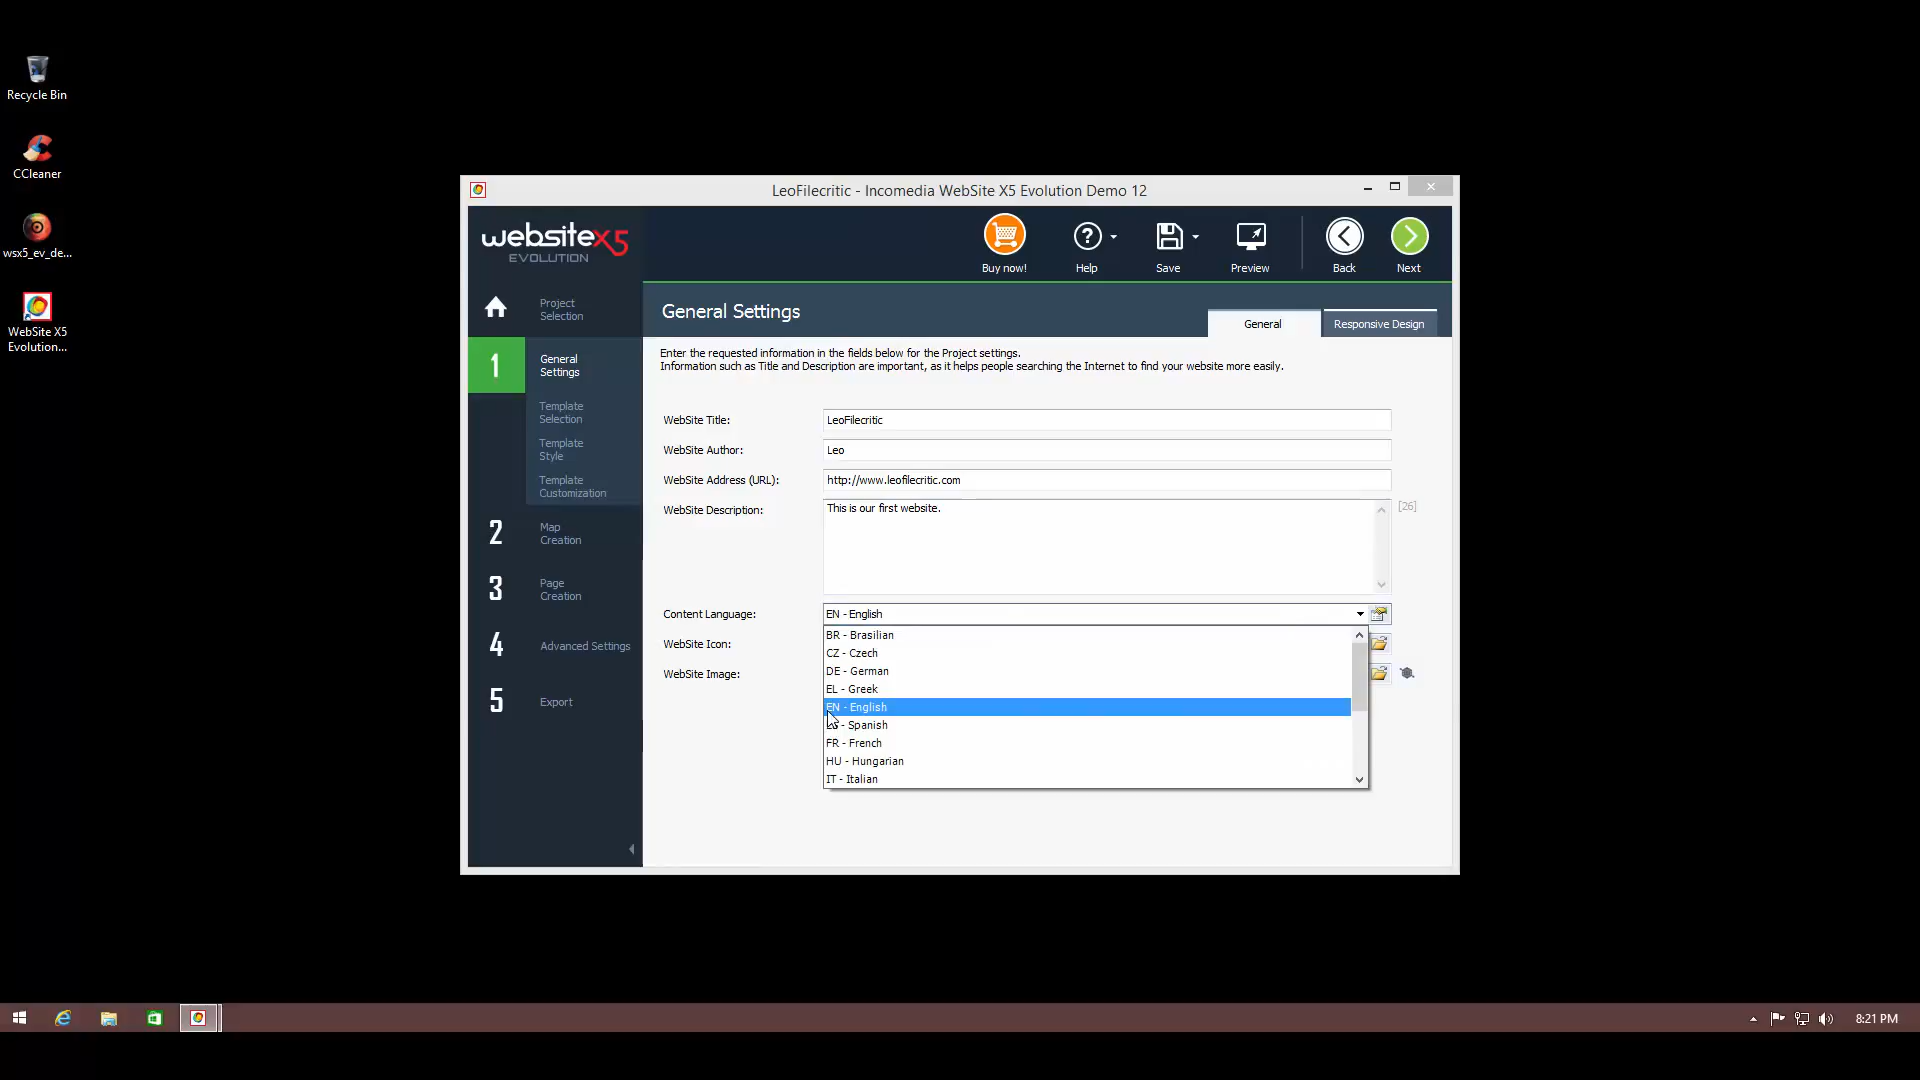 Recycle Bin
CCleaner
wsx5_ev_de...
WebSite X5
Evolution...
LeoFilecritic - Incomedia WebSite X5 Evolution Demo 12
websitex5
EVOLUTION
Buy now!
Help
Save
Preview
Back
Next
Project
Selection
General Settings
General
Responsive Design
1
General
Settings
Template
Selection
Template
Style
Template
Customization
2
Map
Creation
3
Page
Creation
4
Advanced Settings
5
Export
Enter the requested information in the fields below for the Project settings.
Information such as Title and Description are important, as it helps people searching the Internet to find your website more easily.
WebSite Title:
LeoFilecritic
WebSite Author:
Leo
WebSite Address (URL):
http://www.leofilecritic.com
WebSite Description:
This is our first website.
[26]
Content Language:
EN - English
WebSite Icon:
WebSite Image:
BR - Brasilian
CZ - Czech
DE - German
EL - Greek
EN - English
- Spanish
FR - French
HU - Hungarian
IT - Italian
8:21 PM